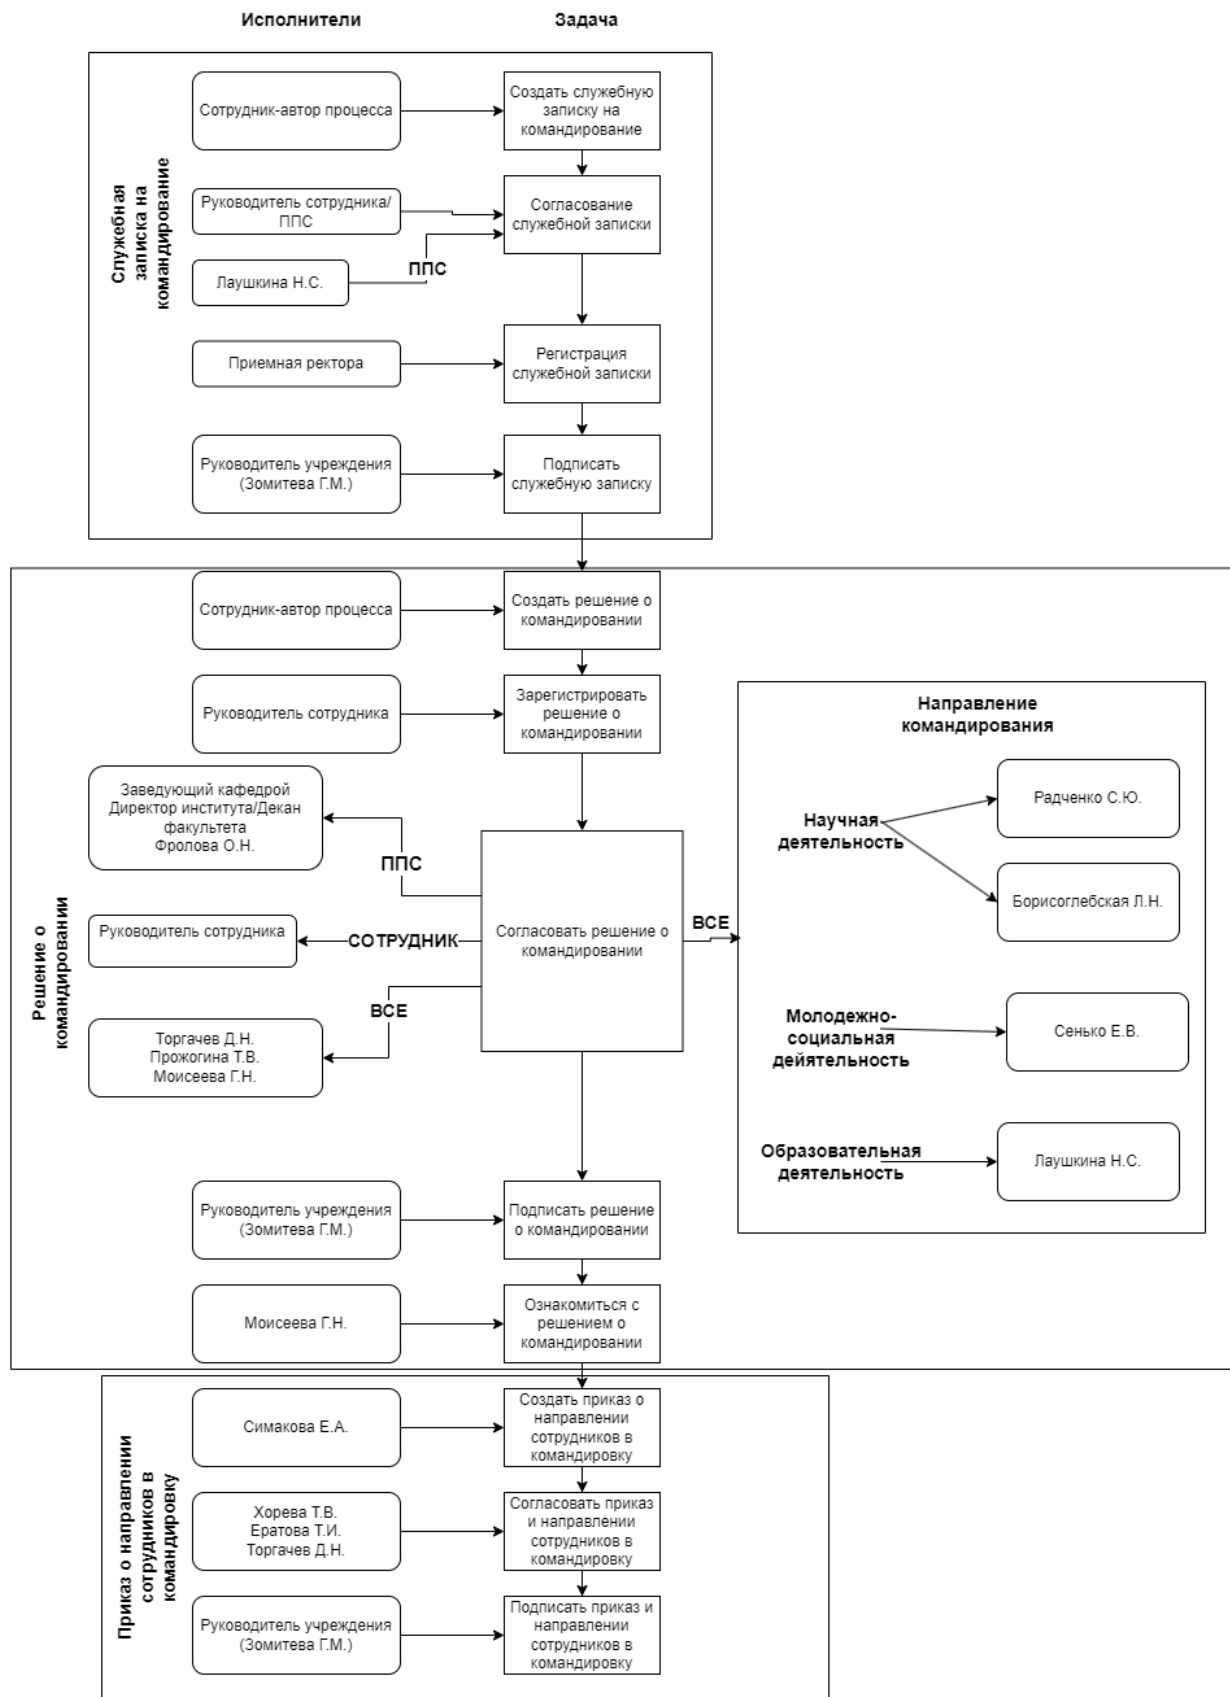 Исполнители
Задача
Служебная
записка на
командирование
Сотрудник-автор процесса
Создать служебную
записку на
командирование
Руководитель сотрудника/
ППС
Согласование
служебной записки
ППС
Лаушкина Н.С.
Приемная ректора
Регистрация
служебной записки
Руководитель учреждения
(Зомитева Г.М.)
Подписать
служебную записку
Решение о
командировании
Сотрудник-автор процесса
Создать решение о
командировании
Руководитель сотрудника
Зарегистрировать
решение о
командировании
Заведующий кафедрой
Директор института/Декан
факультета
Фролова О.Н.
ППС
Руководитель сотрудника
СОТРУДНИК
Согласовать решение о
командировании
ВСЕ
ВСЕ
Торгачев Д.Н.
Прожогина Т.В.
Моисеева Г.Н.
Направление
командирования
Научная
деятельность
Радченко С.Ю.
Борисоглебская Л.Н.
Молодежно-
социальная
дейятельность
Сенько Е.В.
Образовательная
деятельность
Лаушкина Н.С.
Руководитель учреждения
(Зомитева Г.М.)
Подписать решение
о командировании
Моисеева Г.Н.
Ознакомиться с
решением о
командировании
Приказ о направлении
сотрудников в
командировку
Симакова Е.А.
Создать приказ о
направлении
сотрудников в
командировку
Хорева Т.В.
Ератова Т.И.
Торгачев Д.Н.
Согласовать приказ
и направлении
сотрудников в
командировку
Руководитель учреждения
(Зомитева Г.М.)
Подписать приказ и
направлении
сотрудников в
командировку